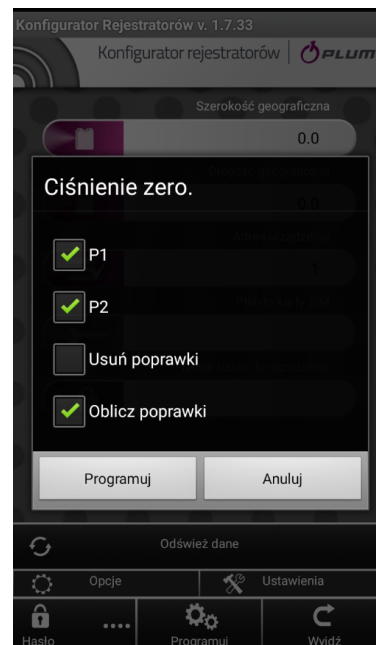 Konfigurator Rejestratorów v. 1.7.33
Konfigurator rejestratorów PLUM
Szerokość geograficzna
0.0
Ciśnienie zero.
0.0
P1
1
P2
Usuń poprawki
Oblicz poprawki
Programuj Anuluj
Odśwież dane
Opcje Ustawienia
Hasło .... Programuj Wyjdź